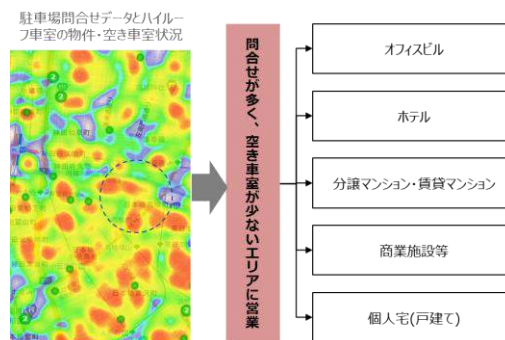 駐車場問合せデータとハイルー
フ車室の物件・空き車室状況
問合せが多く、空き車室が少ないエリアに営業
オフィスビル
ホテル
分譲マンション・賃貸マンション
商業施設等
個人宅(戸建て)